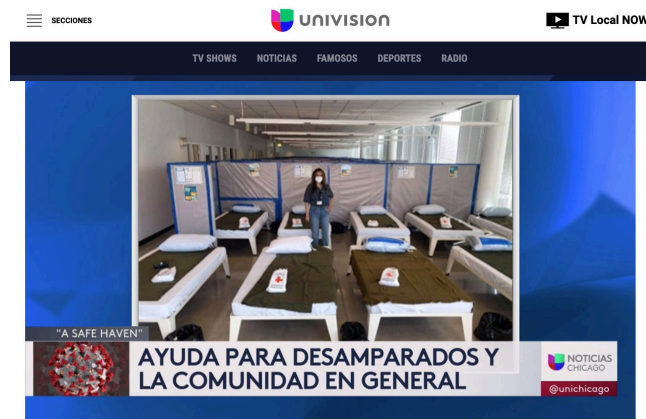 SECCIONES
UNIVISION
TV Local NOW
TV SHOWS NOTICIAS FAMOSOS DEPORTES RADIO
"A SAFE HAVEN"
AYUDA PARA DESAMPARADOS Y
LA COMUNIDAD EN GENERAL
NOTICIAS
CHICAGO
@unichicago